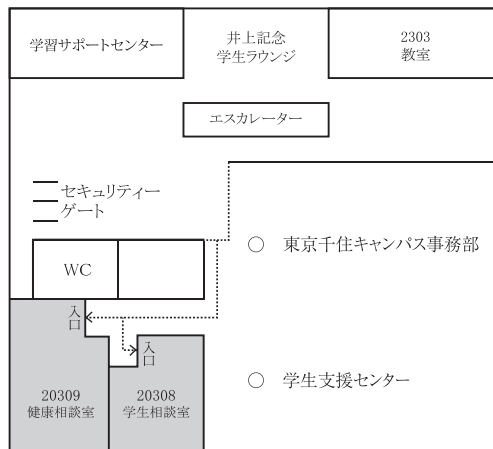 学習サポートセンター
井上記念
学生ラウンジ
2303
教室
エスカレーター
セキュリティー
ゲート
WC
○ 東京千住キャンパス事務部
入口
入口
20309
健康相談室
20308
学生相談室
○ 学生支援センター